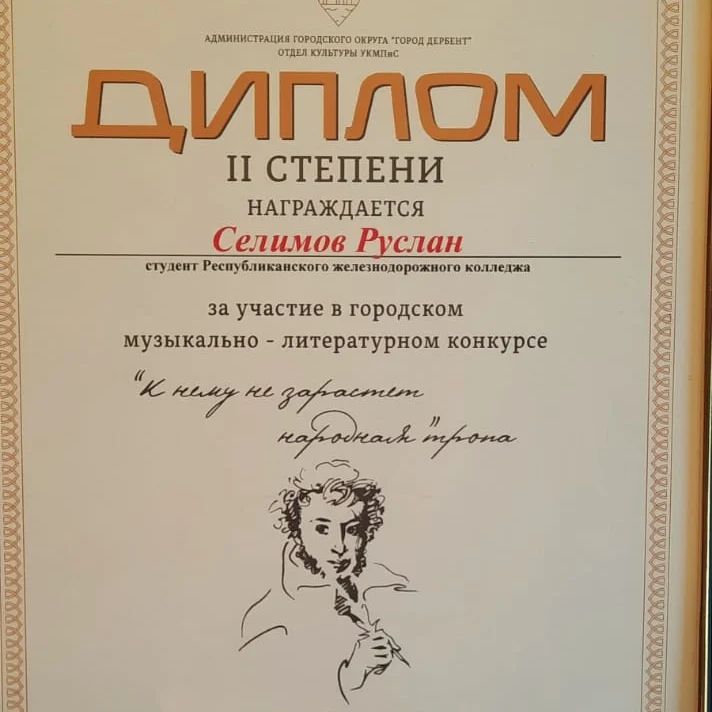 АДМИНИСТРАЦИЯ ГОРОДСКОГО ОКРУГА "ГОРОД ДЕРБЕНТ"
ОТДЕЛ КУЛЬТУРЫ УКМПиС
ДИПЛОМ
II СТЕПЕНИ
НАГРАЖДАЕТСЯ
Селимов Руслан
студент Республиканского железнодорожного колледжа
за участие в городском
музыкально - литературном конкурсе
"К нему не зарастет
народная" тропа